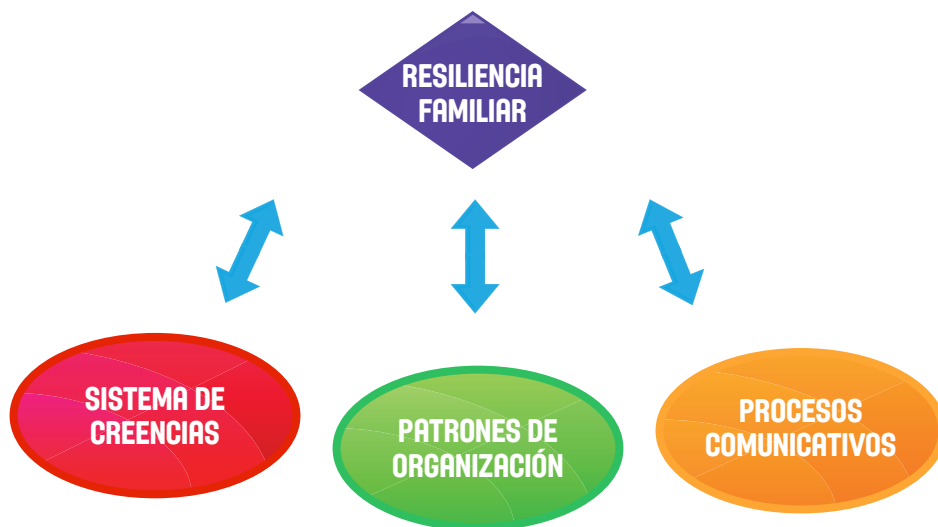 RESILIENCIA
FAMILIAR
SISTEMA DE
CREENCIAS
PATRONES DE
ORGANIZACIÓN
PROCESOS
COMUNICATIVOS